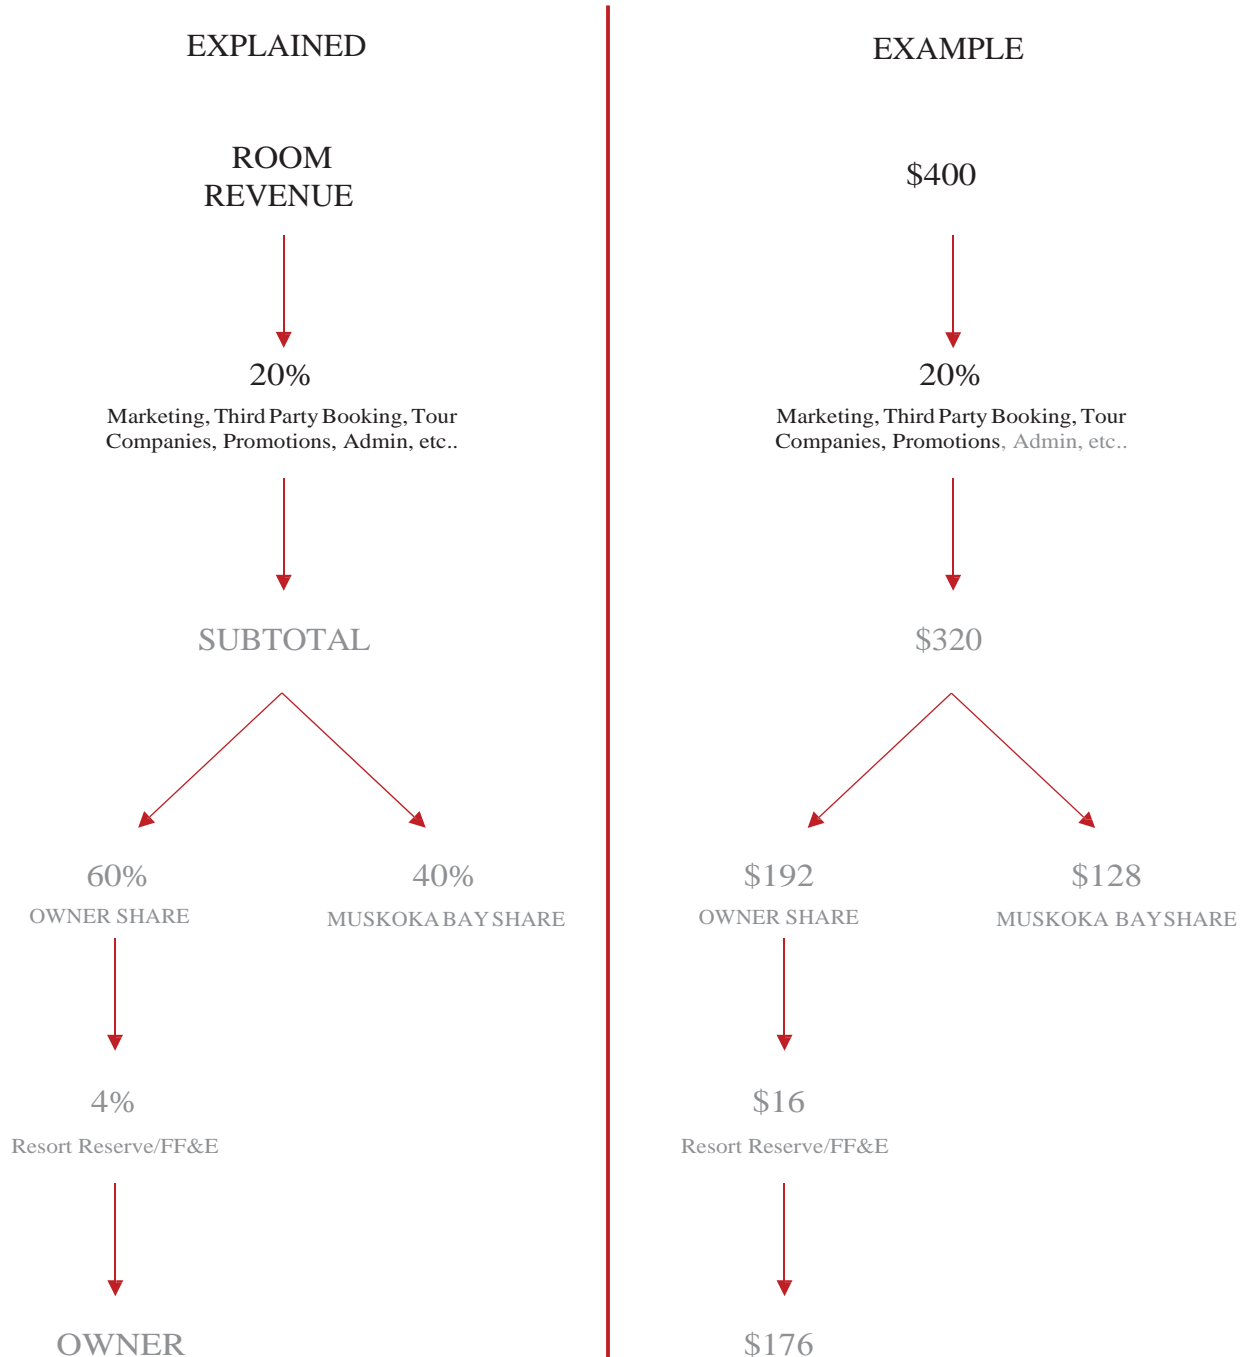 EXPLAINED
ROOM
REVENUE
20%
Marketing, Third Party Booking, Tour
Companies, Promotions, Admin, etc..
SUBTOTAL
60%
OWNER SHARE
40%
MUSKOKA BAY SHARE
4%
Resort Reserve/FF&E
OWNER
EXAMPLE
$400
20%
Marketing, Third Party Booking, Tour
Companies, Promotions, Admin, etc..
$320
$192
OWNER SHARE
$128
MUSKOKA BAY SHARE
$16
Resort Reserve/FF&E
$176